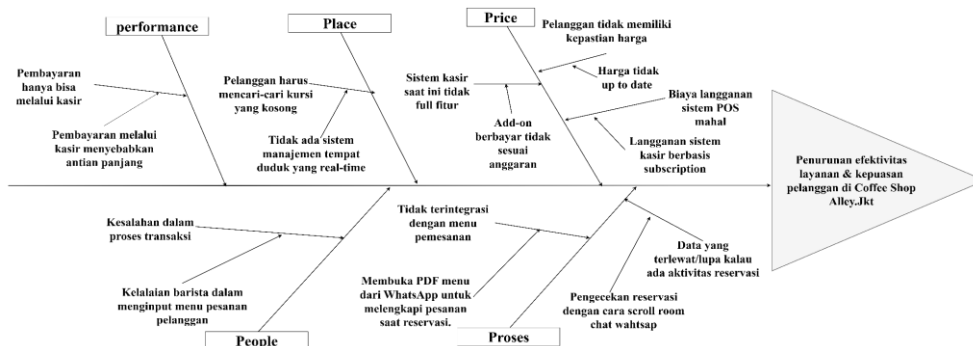 performance
Place
Price
Pembayaran
hanya bisa
melalui kasir
Pembayaran melalui
kasir menyebabkan
antian panjang
Pelanggan harus
mencari-cari kursi
yang kosong
Tidak ada sistem
manajemen tempat
duduk yang real-time
Pelanggan tidak memiliki
kepastian harga
Harga tidak
up to date
Sistem kasir
saat ini tidak
full fitur
Add-on
berbayar tidak
sesuai
anggaran
Biaya langganan
sistem POS
mahal
Langganan sistem
kasir berbasis
subscription
Penurunan efektivitas
layanan & kepuasan
pelanggan di Coffee Shop
Alley.Jkt
Kesalahan dalam
proses transaksi
Kelalaian barista dalam
menginput menu pesanan
pelanggan
Tidak terintegrasi
dengan menu
pemesanan
Membuka PDF menu
dari WhatsApp untuk
melengkapi pesanan
saat reservasi.
Data yang
terlewat/lupa kalau
ada aktivitas reservasi
Pengecekan reservasi
dengan cara scroll room
chat wahtsap
People
Proses